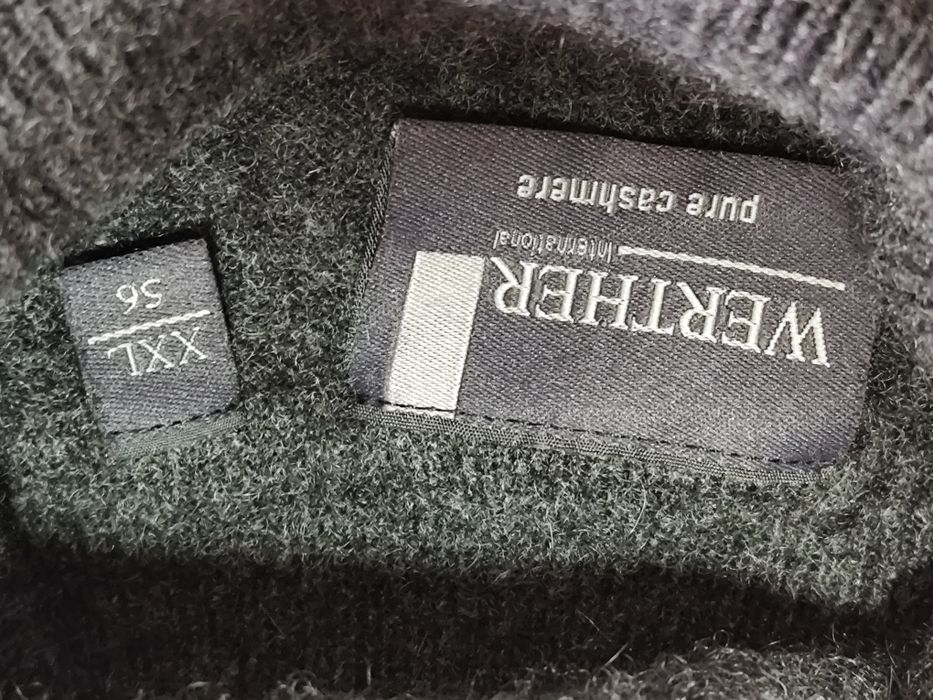 WERTHER
International
pure cashmere
XXL
56